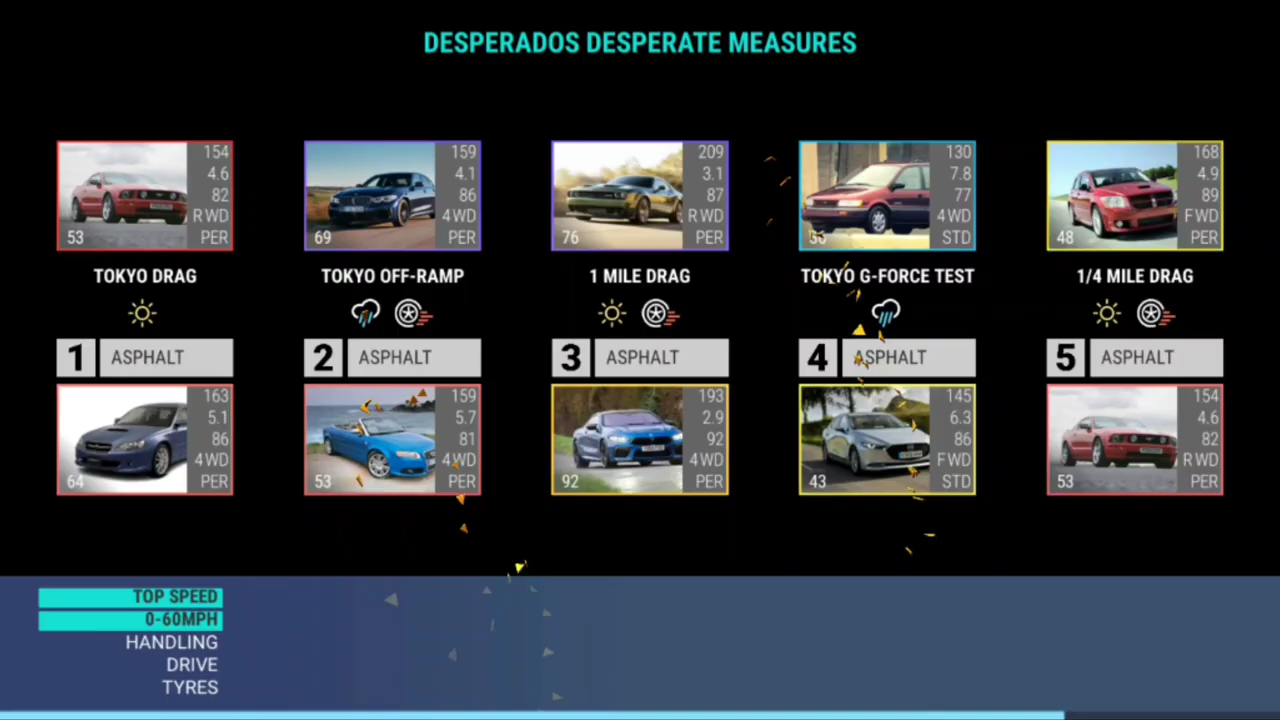 DESPERADOS DESPERATE MEASURES
154
4.6
82
RWD
53 PER
159
4.1
86
4WD
69 PER
209
3.1
87
RWD
76 PER
130
7.8
77
4WD
STD
168
4.9
89
FWD
48 PER
TOKYO DRAG
TOKYO OFF-RAMP
1 MILE DRAG
TOKYO G-FORCE TEST
1/4 MILE DRAG
1 ASPHALT
2 ASPHALT
3 ASPHALT
4 ASPHALT
5 ASPHALT
163
5.1
86
4WD
64 PER
159
5.7
81
4WD
53 PER
193
2.9
92
4WD
92 PER
145
6.3
86
FWD
43 STD
154
4.6
82
RWD
53 PER
TOP SPEED
0-60MPH
HANDLING
DRIVE
TYRES